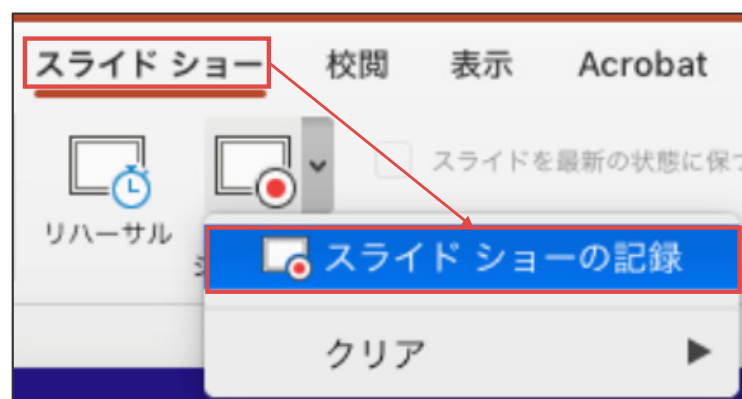 スライド ショー 校閲 表示 Acrobat
スライドを最新の状態に保
リハーサル
スライド ショーの記録
クリア